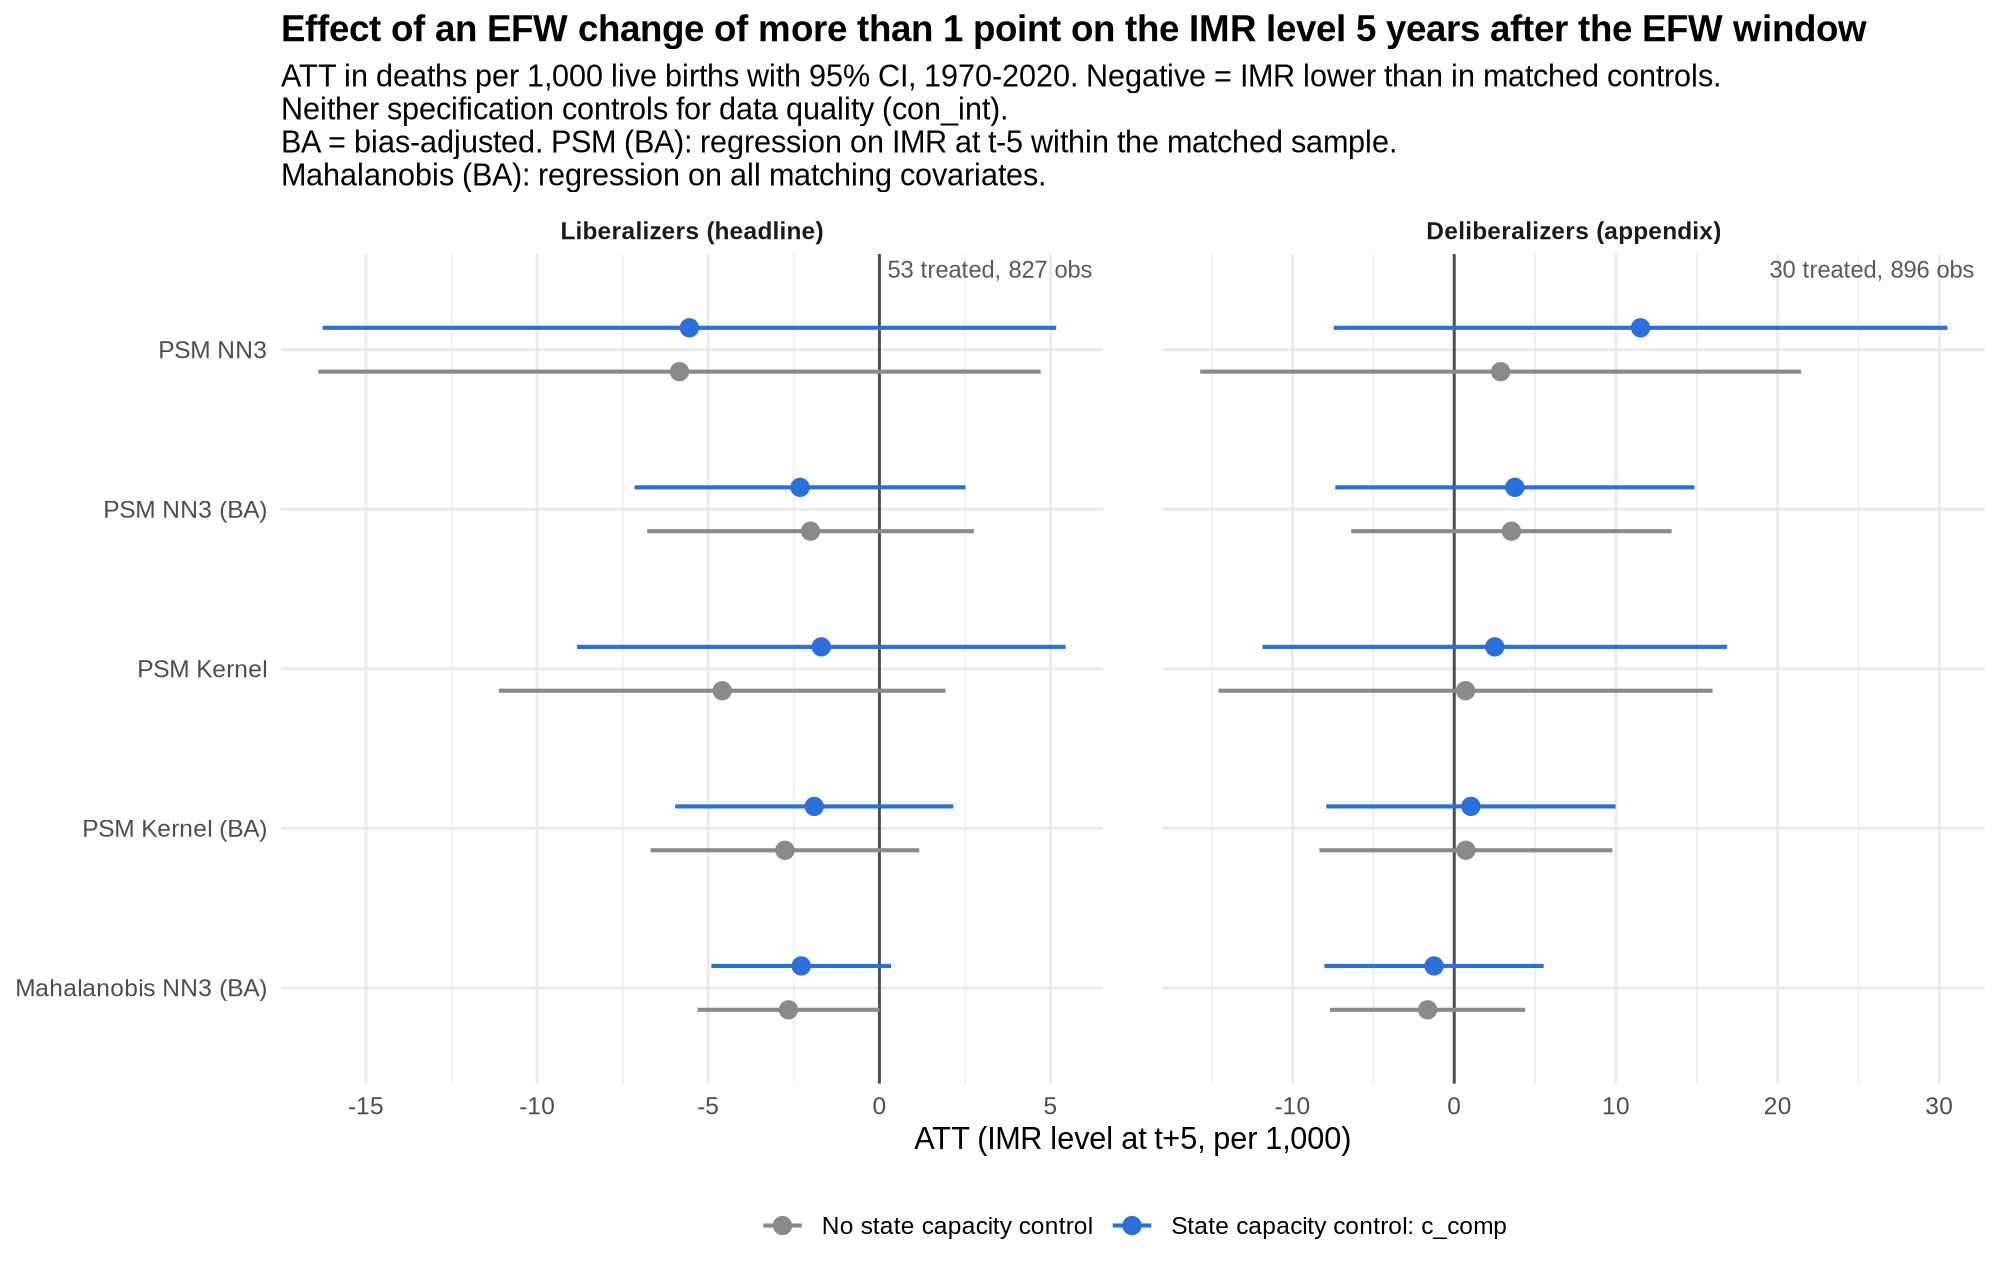 Effect of an EFW change of more than 1 point on the IMR level 5 years after the EFW window
ATT in deaths per 1,000 live births with 95% CI, 1970-2020. Negative = IMR lower than in matched controls.
Neither specification controls for data quality (con_int).
BA = bias-adjusted. PSM (BA): regression on IMR at t-5 within the matched sample.
Mahalanobis (BA): regression on all matching covariates.
Liberalizers (headline)
Deliberalizers (appendix)
53 treated, 827 obs
30 treated, 896 obs
PSM NN3
PSM NN3 (BA)
PSM Kernel
PSM Kernel (BA)
Mahalanobis NN3 (BA)
-15 -10 -5 0 5
-10 0 10 20 30
ATT (IMR level at t+5, per 1,000)
No state capacity control
State capacity control: c_comp